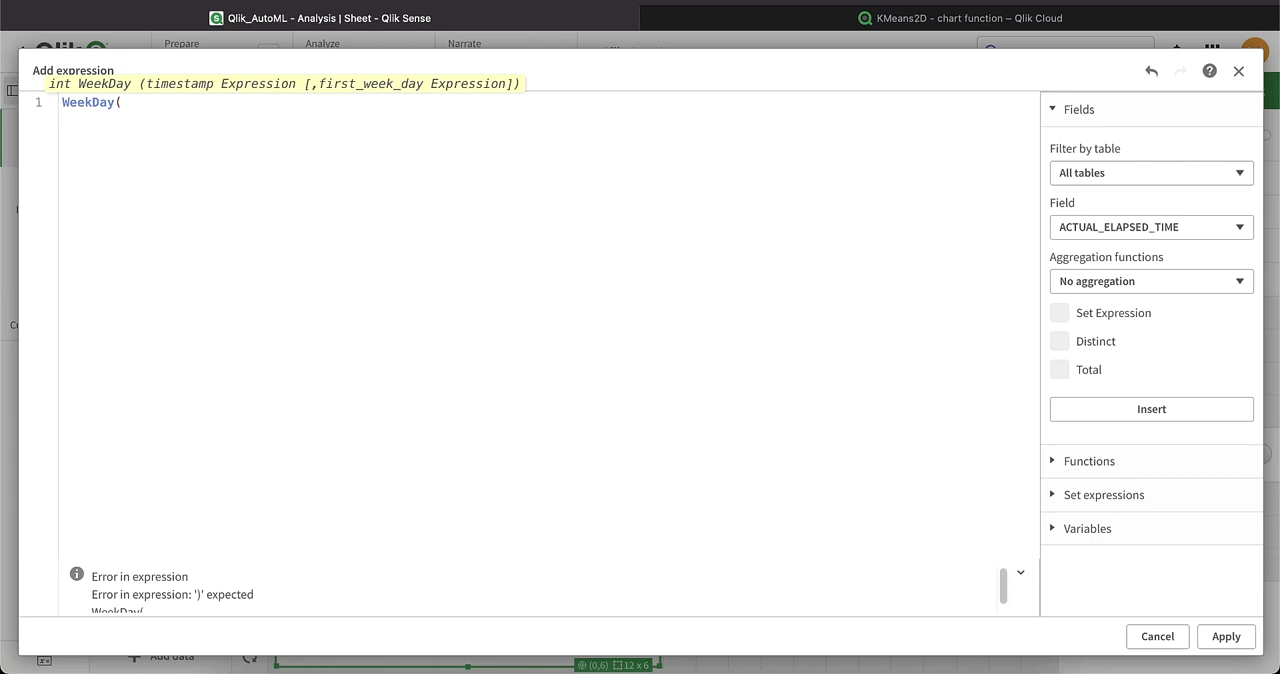 Qlik_AutoML - Analysis | Sheet - Qlik Sense
KMeans2D - chart function – Qlik Cloud
Prepare
Analyze
Narrate
Qlik
Add expression
int WeekDay (timestamp Expression [,first_week_day Expression])
1 WeekDay(
Fields
Filter by table
All tables
Field
ACTUAL_ELAPSED_TIME
Aggregation functions
No aggregation
Set Expression
Distinct
Total
Insert
Functions
Set expressions
Variables
Error in expression
Error in expression: ')' expected
WeekDay(
Cancel
Apply
Add data
(0,6) 12 x 6